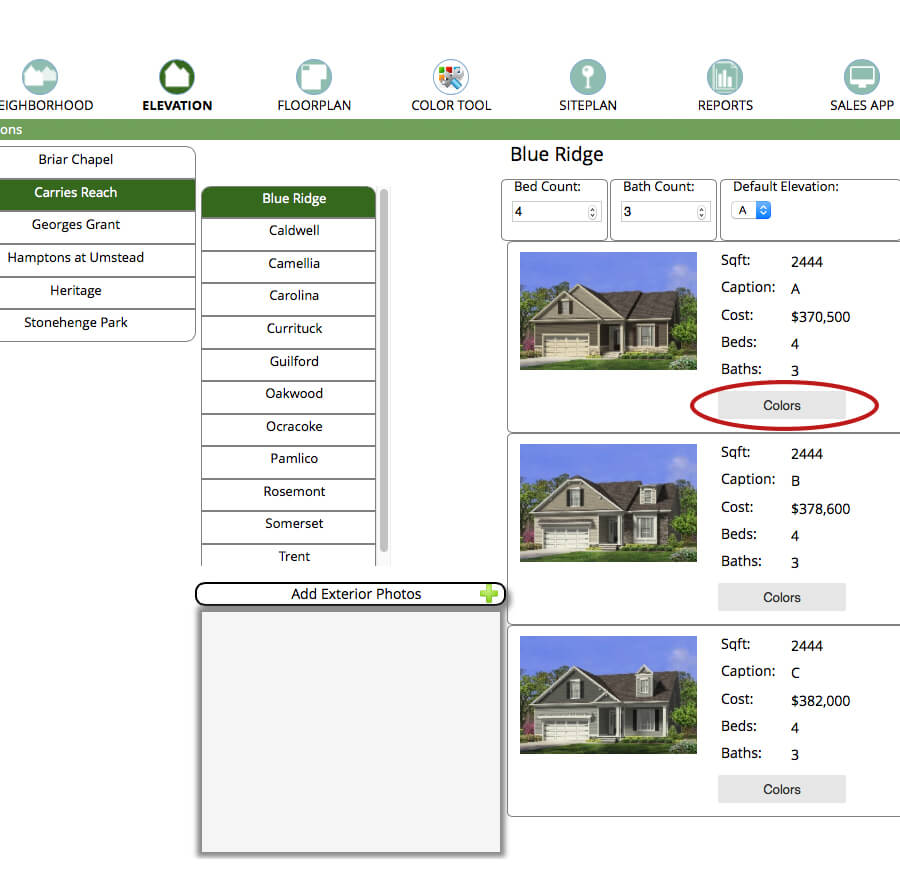 EIGHBORHOOD
ELEVATION
FLOORPLAN
COLOR TOOL
SITEPLAN
REPORTS
SALES APP
ons
Briar Chapel
Carries Reach
Georges Grant
Hamptons at Umstead
Heritage
Stonehenge Park
Blue Ridge
Caldwell
Camellia
Carolina
Currituck
Guilford
Oakwood
Ocracoke
Pamlico
Rosemont
Somerset
Trent
Add Exterior Photos
Blue Ridge
Bed Count:
4
Bath Count:
3
Default Elevation:
A
Sqft: 2444
Caption: A
Cost: $370,500
Beds: 4
Baths: 3
Colors
Sqft: 2444
Caption: B
Cost: $378,600
Beds: 4
Baths: 3
Colors
Sqft: 2444
Caption: C
Cost: $382,000
Beds: 4
Baths: 3
Colors